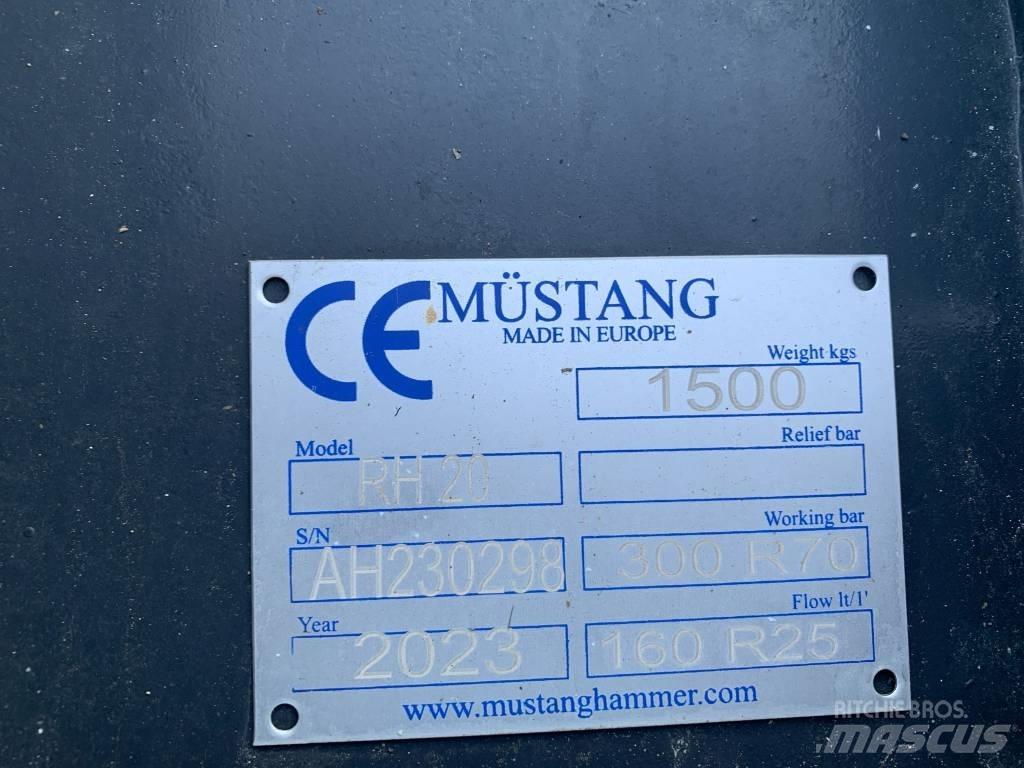 CE MÜSTANG
MADE IN EUROPE
Weight kgs
1500
Model
RH 20
Relief bar
S/N
AH230298
Working bar
300 R70
Year
2023
Flow lt/1'
160 R25
www.mustanghammer.com
RITCHIE BROS.
MASCUS